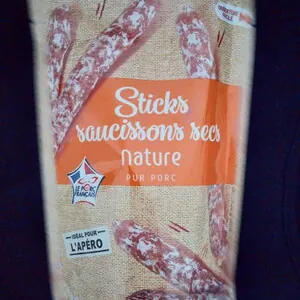 Sticks
saucissons secs
nature
PUR PORC
LE PORC
FRANÇAIS
IDÉAL POUR
L'APÉRO